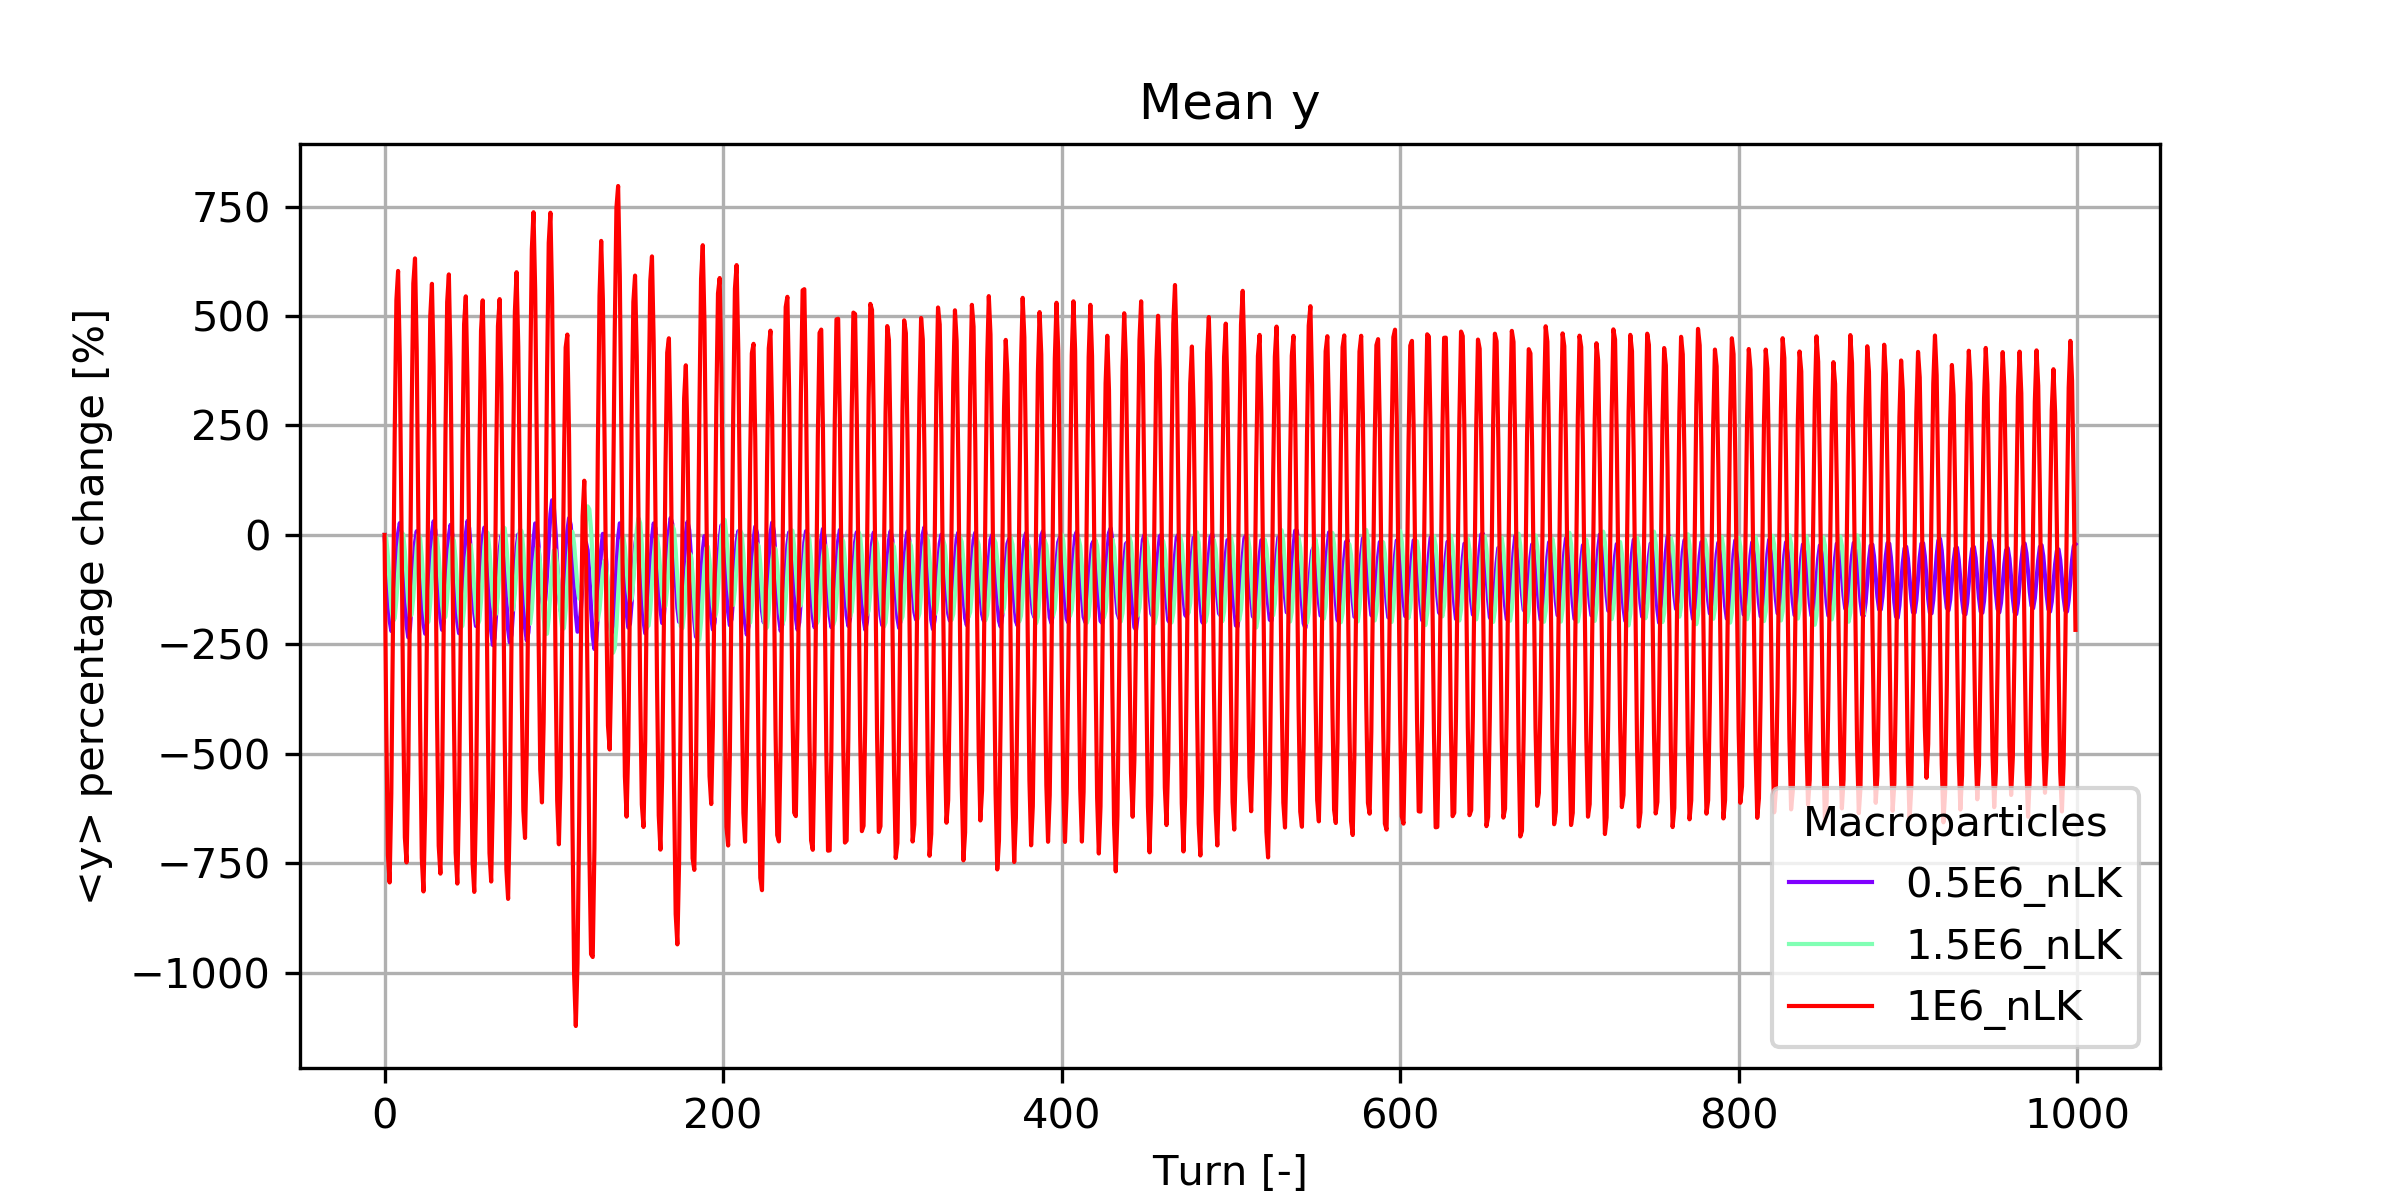 Mean y
<y> percentage change [%]
750
500
250
0
−250
−500
−750
−1000
0 200 400 600 800 1000
Turn [-]
Macroparticles
0.5E6_nLK
1.5E6_nLK
1E6_nLK